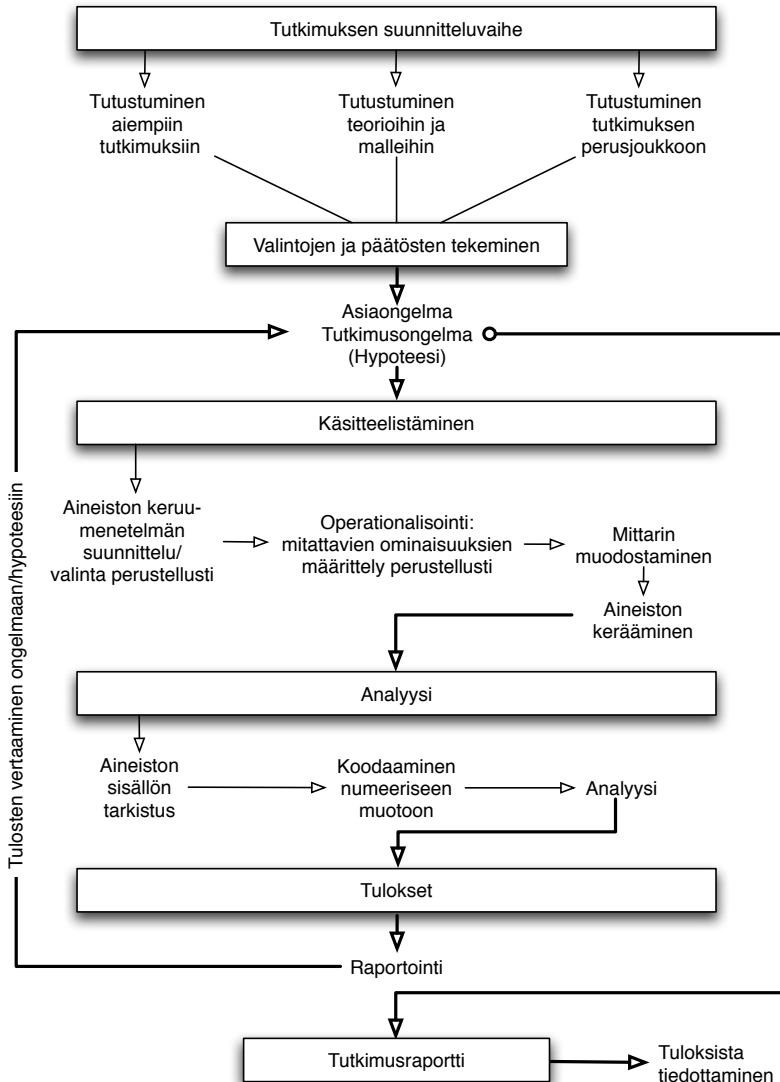 Tutkimuksen suunnitteluvaihe
Tutustuminen
aiempiin
tutkimuksiin
Tutustuminen
teorioihin ja
malleihin
Tutustuminen
tutkimuksen
perusjoukkoon
Valintojen ja päätösten tekeminen
Asiaongelma
Tutkimusongelma
(Hypoteesi)
Käsitteelistäminen
Aineiston keruu-
menetelmän
suunnittelu/
valinta perustellusti
Operationalisointi:
mitattavien ominaisuuksien
määrittely perustellusti
Mittarin
muodostaminen
Aineiston
kerääminen
Analyysi
Aineiston
sisällön
tarkistus
Koodaaminen
numeeriseen
muotoon
Analyysi
Tulokset
Raportointi
Tulosten vertaaminen ongelmaan/hypoteesiin
Tutkimusraportti
Tuloksista
tiedottaminen